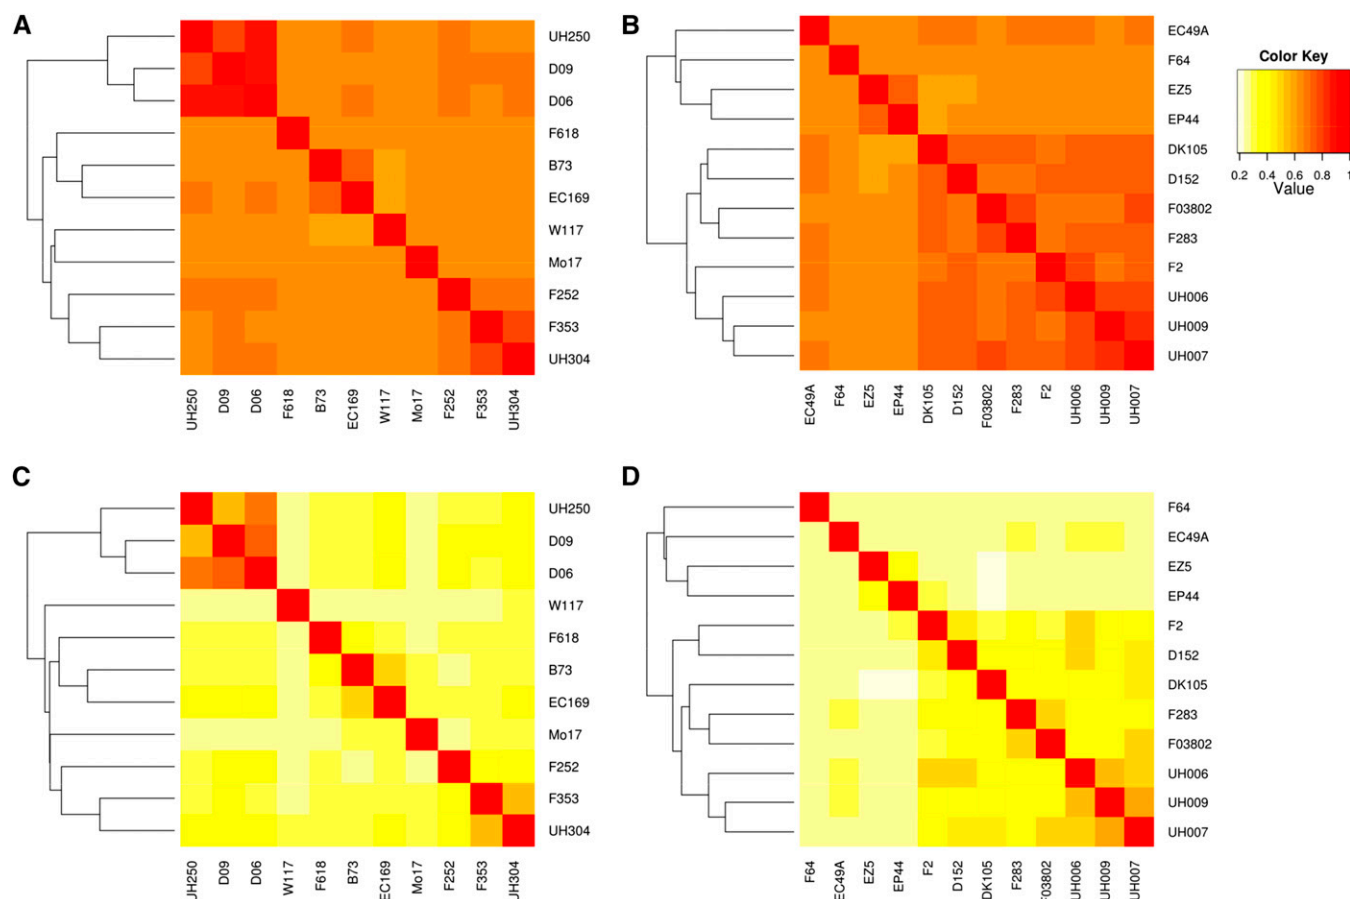 A
UH250
D09
D06
F618
B73
EC169
W117
Mo17
F252
F353
UH304
UH250
D09
D06
F618
B73
EC169
W117
Mo17
F252
F353
UH304
B
EC49A
F64
EZ5
EP44
DK105
D152
F03802
F283
F2
UH006
UH009
UH007
EC49A
F64
EZ5
EP44
DK105
D152
F03802
F283
F2
UH006
UH009
UH007
Color Key
0.2 0.4 0.6 0.8 1
Value
C
UH250
D09
D06
W117
F618
B73
EC169
Mo17
F252
F353
UH304
UH250
D09
D06
W117
F618
B73
EC169
Mo17
F252
F353
UH304
D
F64
EC49A
EZ5
EP44
F2
D152
DK105
F283
F03802
UH006
UH009
UH007
F64
EC49A
EZ5
EP44
F2
D152
DK105
F283
F03802
UH006
UH009
UH007